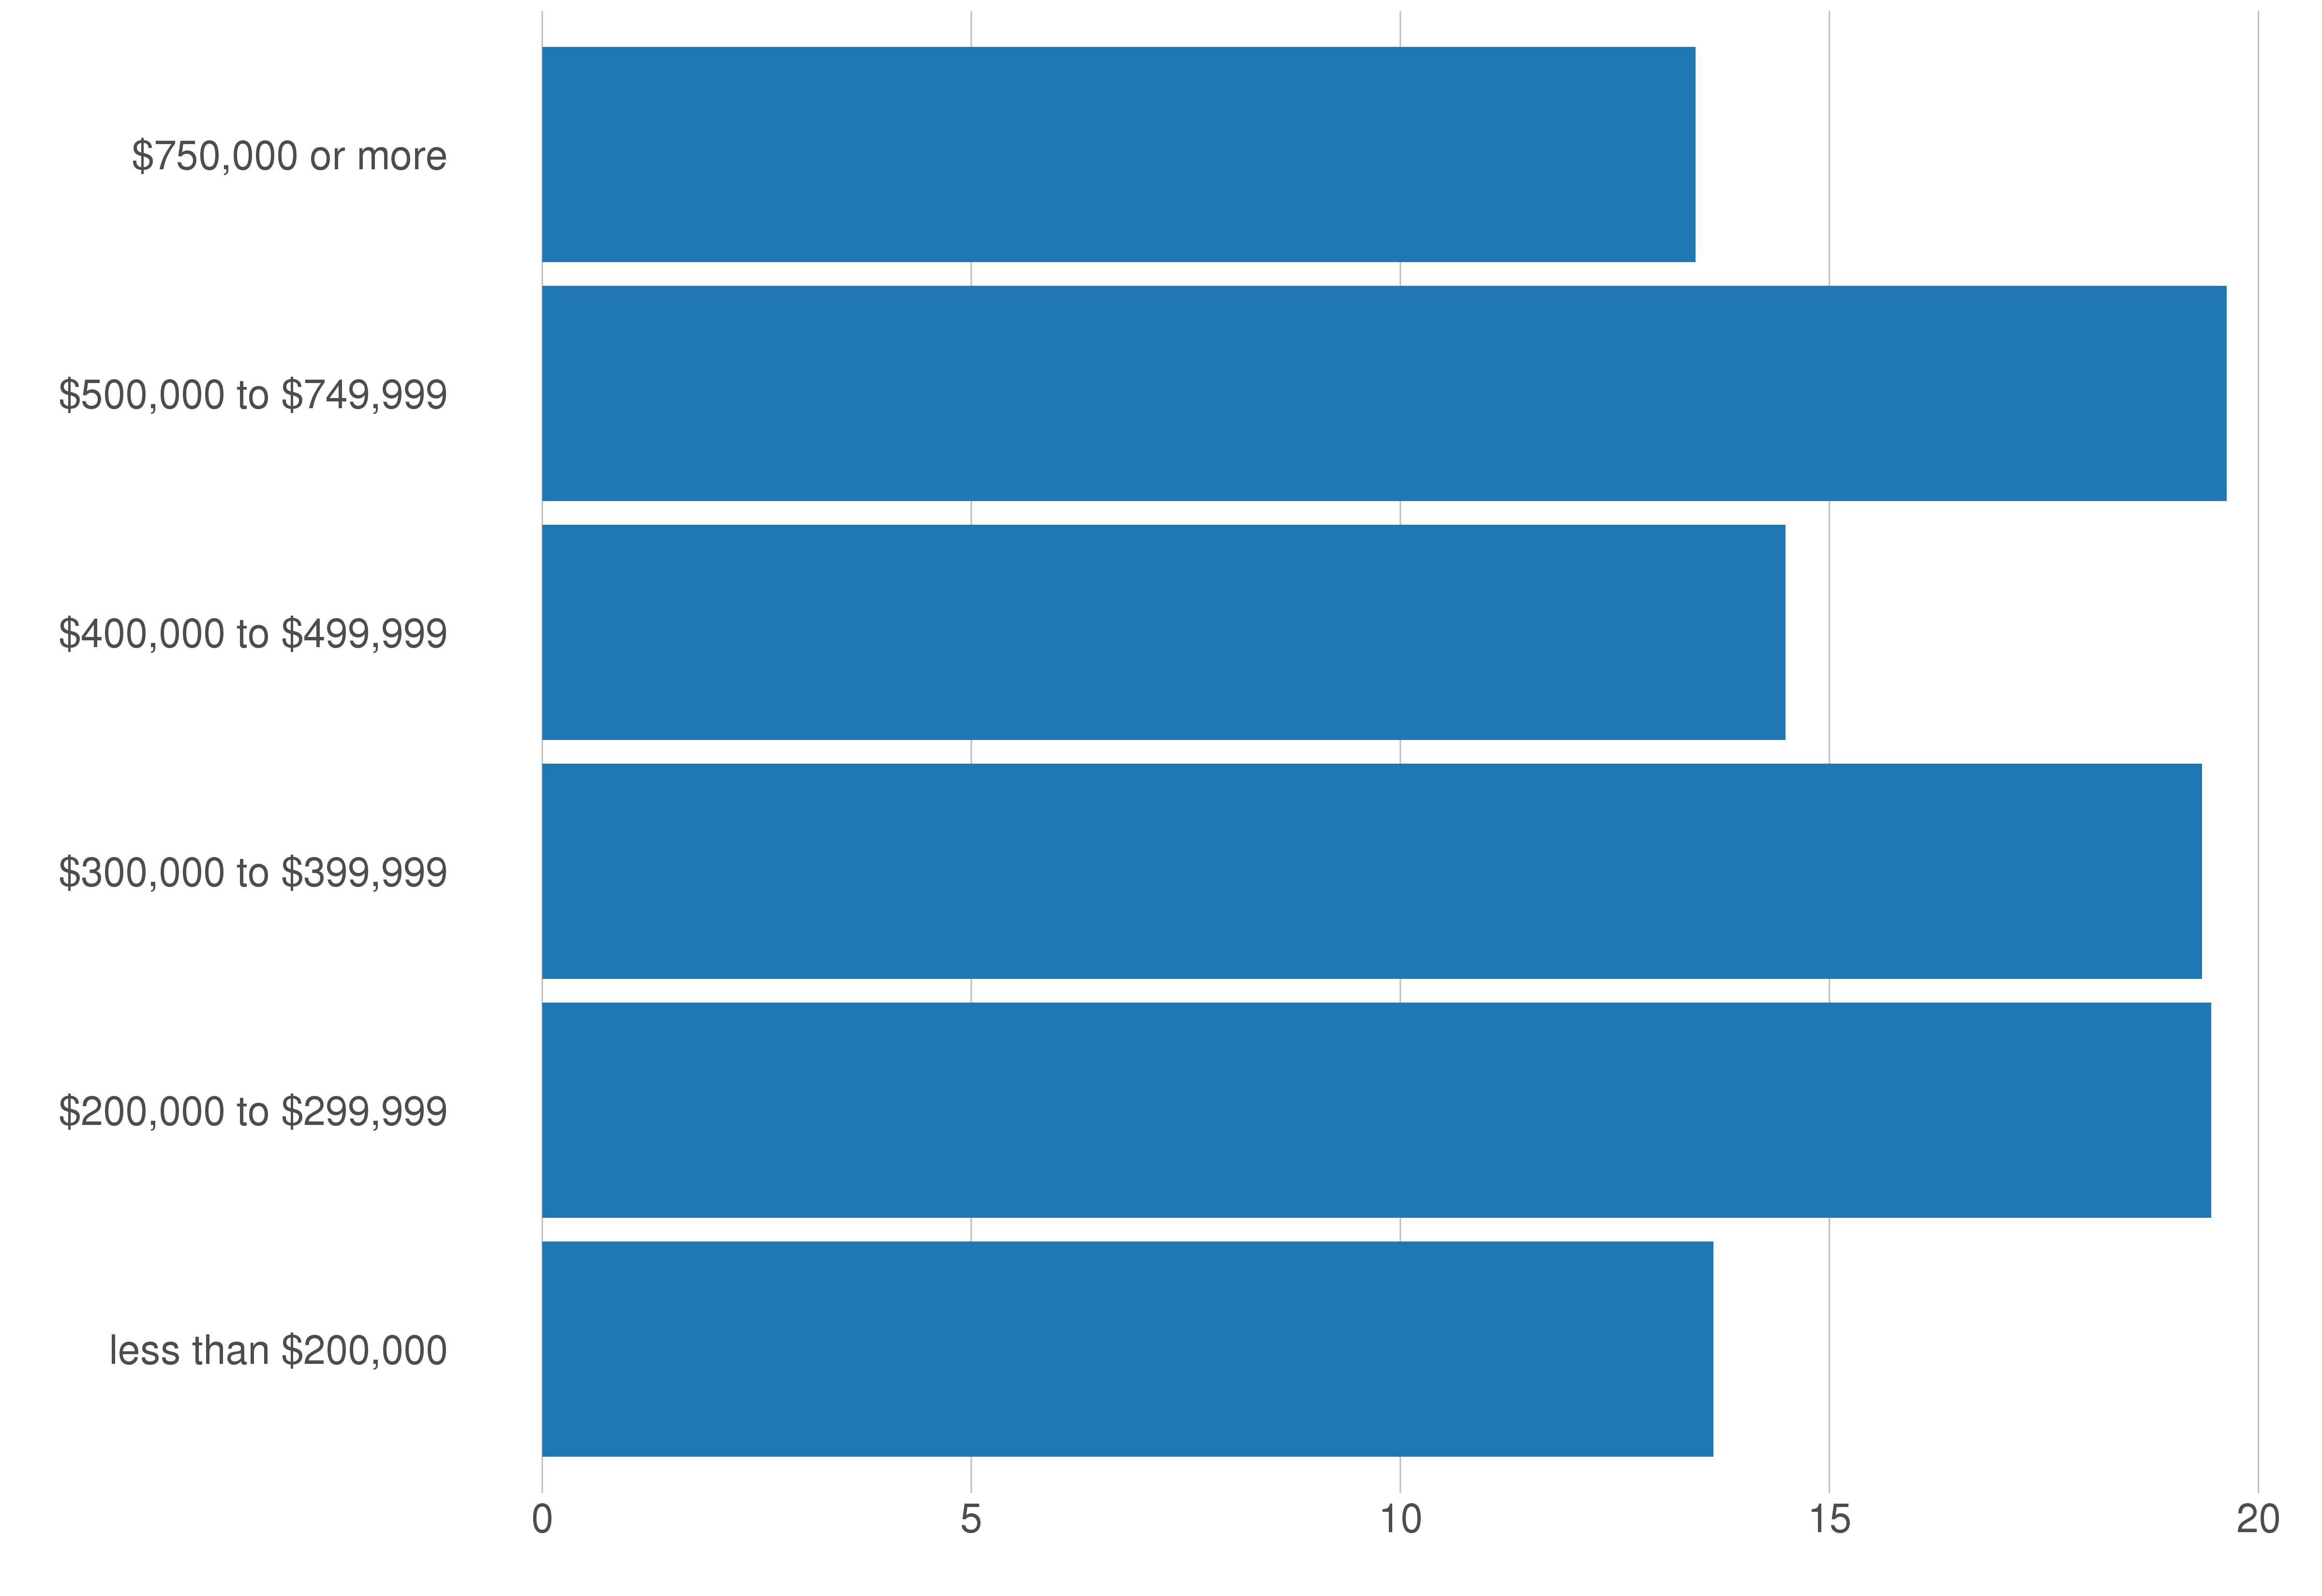 $750,000 or more
$500,000 to $749,999
$400,000 to $499,999
$300,000 to $399,999
$200,000 to $299,999
less than $200,000
0 5 10 15 20